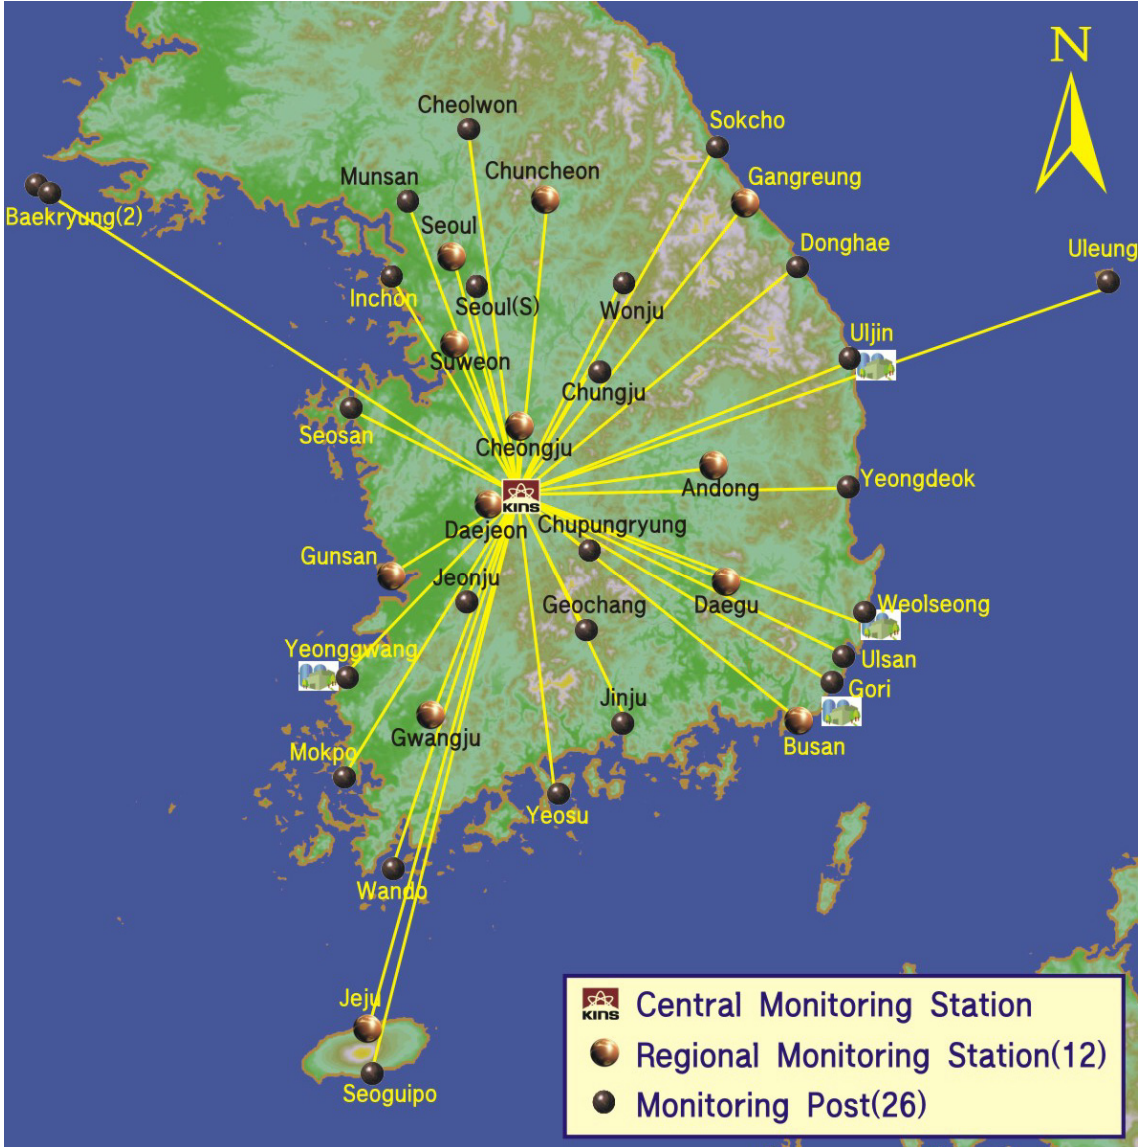 N
Cheolwon
Sokcho
Munsan
Chuncheon
Gangreung
Baekryung(2)
Seoul
Donghae
Uleung
Inchon
Seoul(S)
Wonju
Uljin
Suweon
Chungju
Seosan
Cheongju
Andong
Yeongdeok
KINS
Daejeon
Chupungryung
Gunsan
Jeonju
Geochang
Daegu
Weolseong
Yeonggwang
Ulsan
Gori
Jinju
Gwangju
Busan
Mokpo
Yeosu
Wando
Jeju
Seoguipo
KINS Central Monitoring Station
Regional Monitoring Station(12)
Monitoring Post(26)